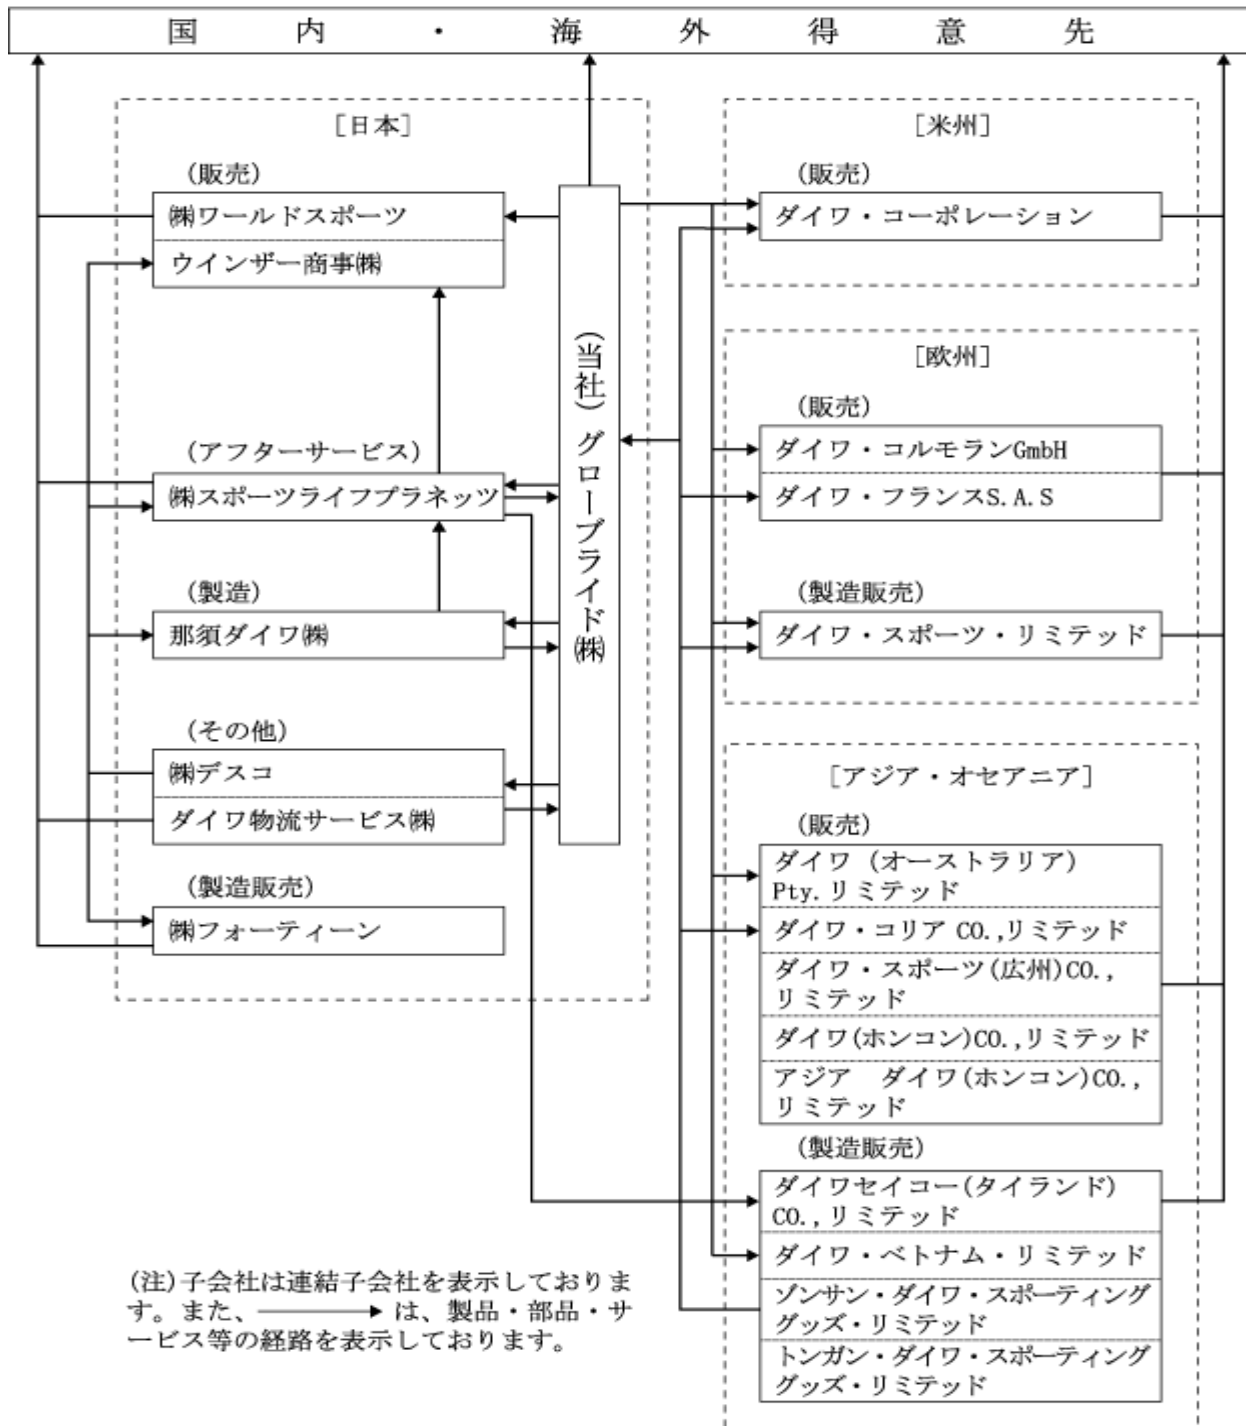 国内・海外得意先
［日本］
(販売)
㈱ワールドスポーツ
ウインザー商事㈱
(アフターサービス)
㈱スポーツライフプラネッツ
(製造)
那須ダイワ㈱
(その他)
㈱デスコ
ダイワ物流サービス㈱
(製造販売)
㈱フォーティーン
(当社)グローブライド㈱
［米州］
(販売)
ダイワ・コーポレーション
［欧州］
(販売)
ダイワ・コルモランGmbH
ダイワ・フランスS.A.S
(製造販売)
ダイワ・スポーツ・リミテッド
［アジア・オセアニア］
(販売)
ダイワ (オーストラリア)
Pty.リミテッド
ダイワ・コリア CO.,リミテッド
ダイワ・スポーツ(広州)CO.,
リミテッド
ダイワ(ホンコン)CO.,リミテッド
アジア　ダイワ(ホンコン)CO.,
リミテッド
(製造販売)
ダイワセイコー(タイランド)
CO.,リミテッド
ダイワ・ベトナム・リミテッド
ゾンサン・ダイワ・スポーティング
グッズ・リミテッド
トンガン・ダイワ・スポーティング
グッズ・リミテッド
(注)子会社は連結子会社を表示しておりま
す。また、　　　　は、製品・部品・サ
ービス等の経路を表示しております。